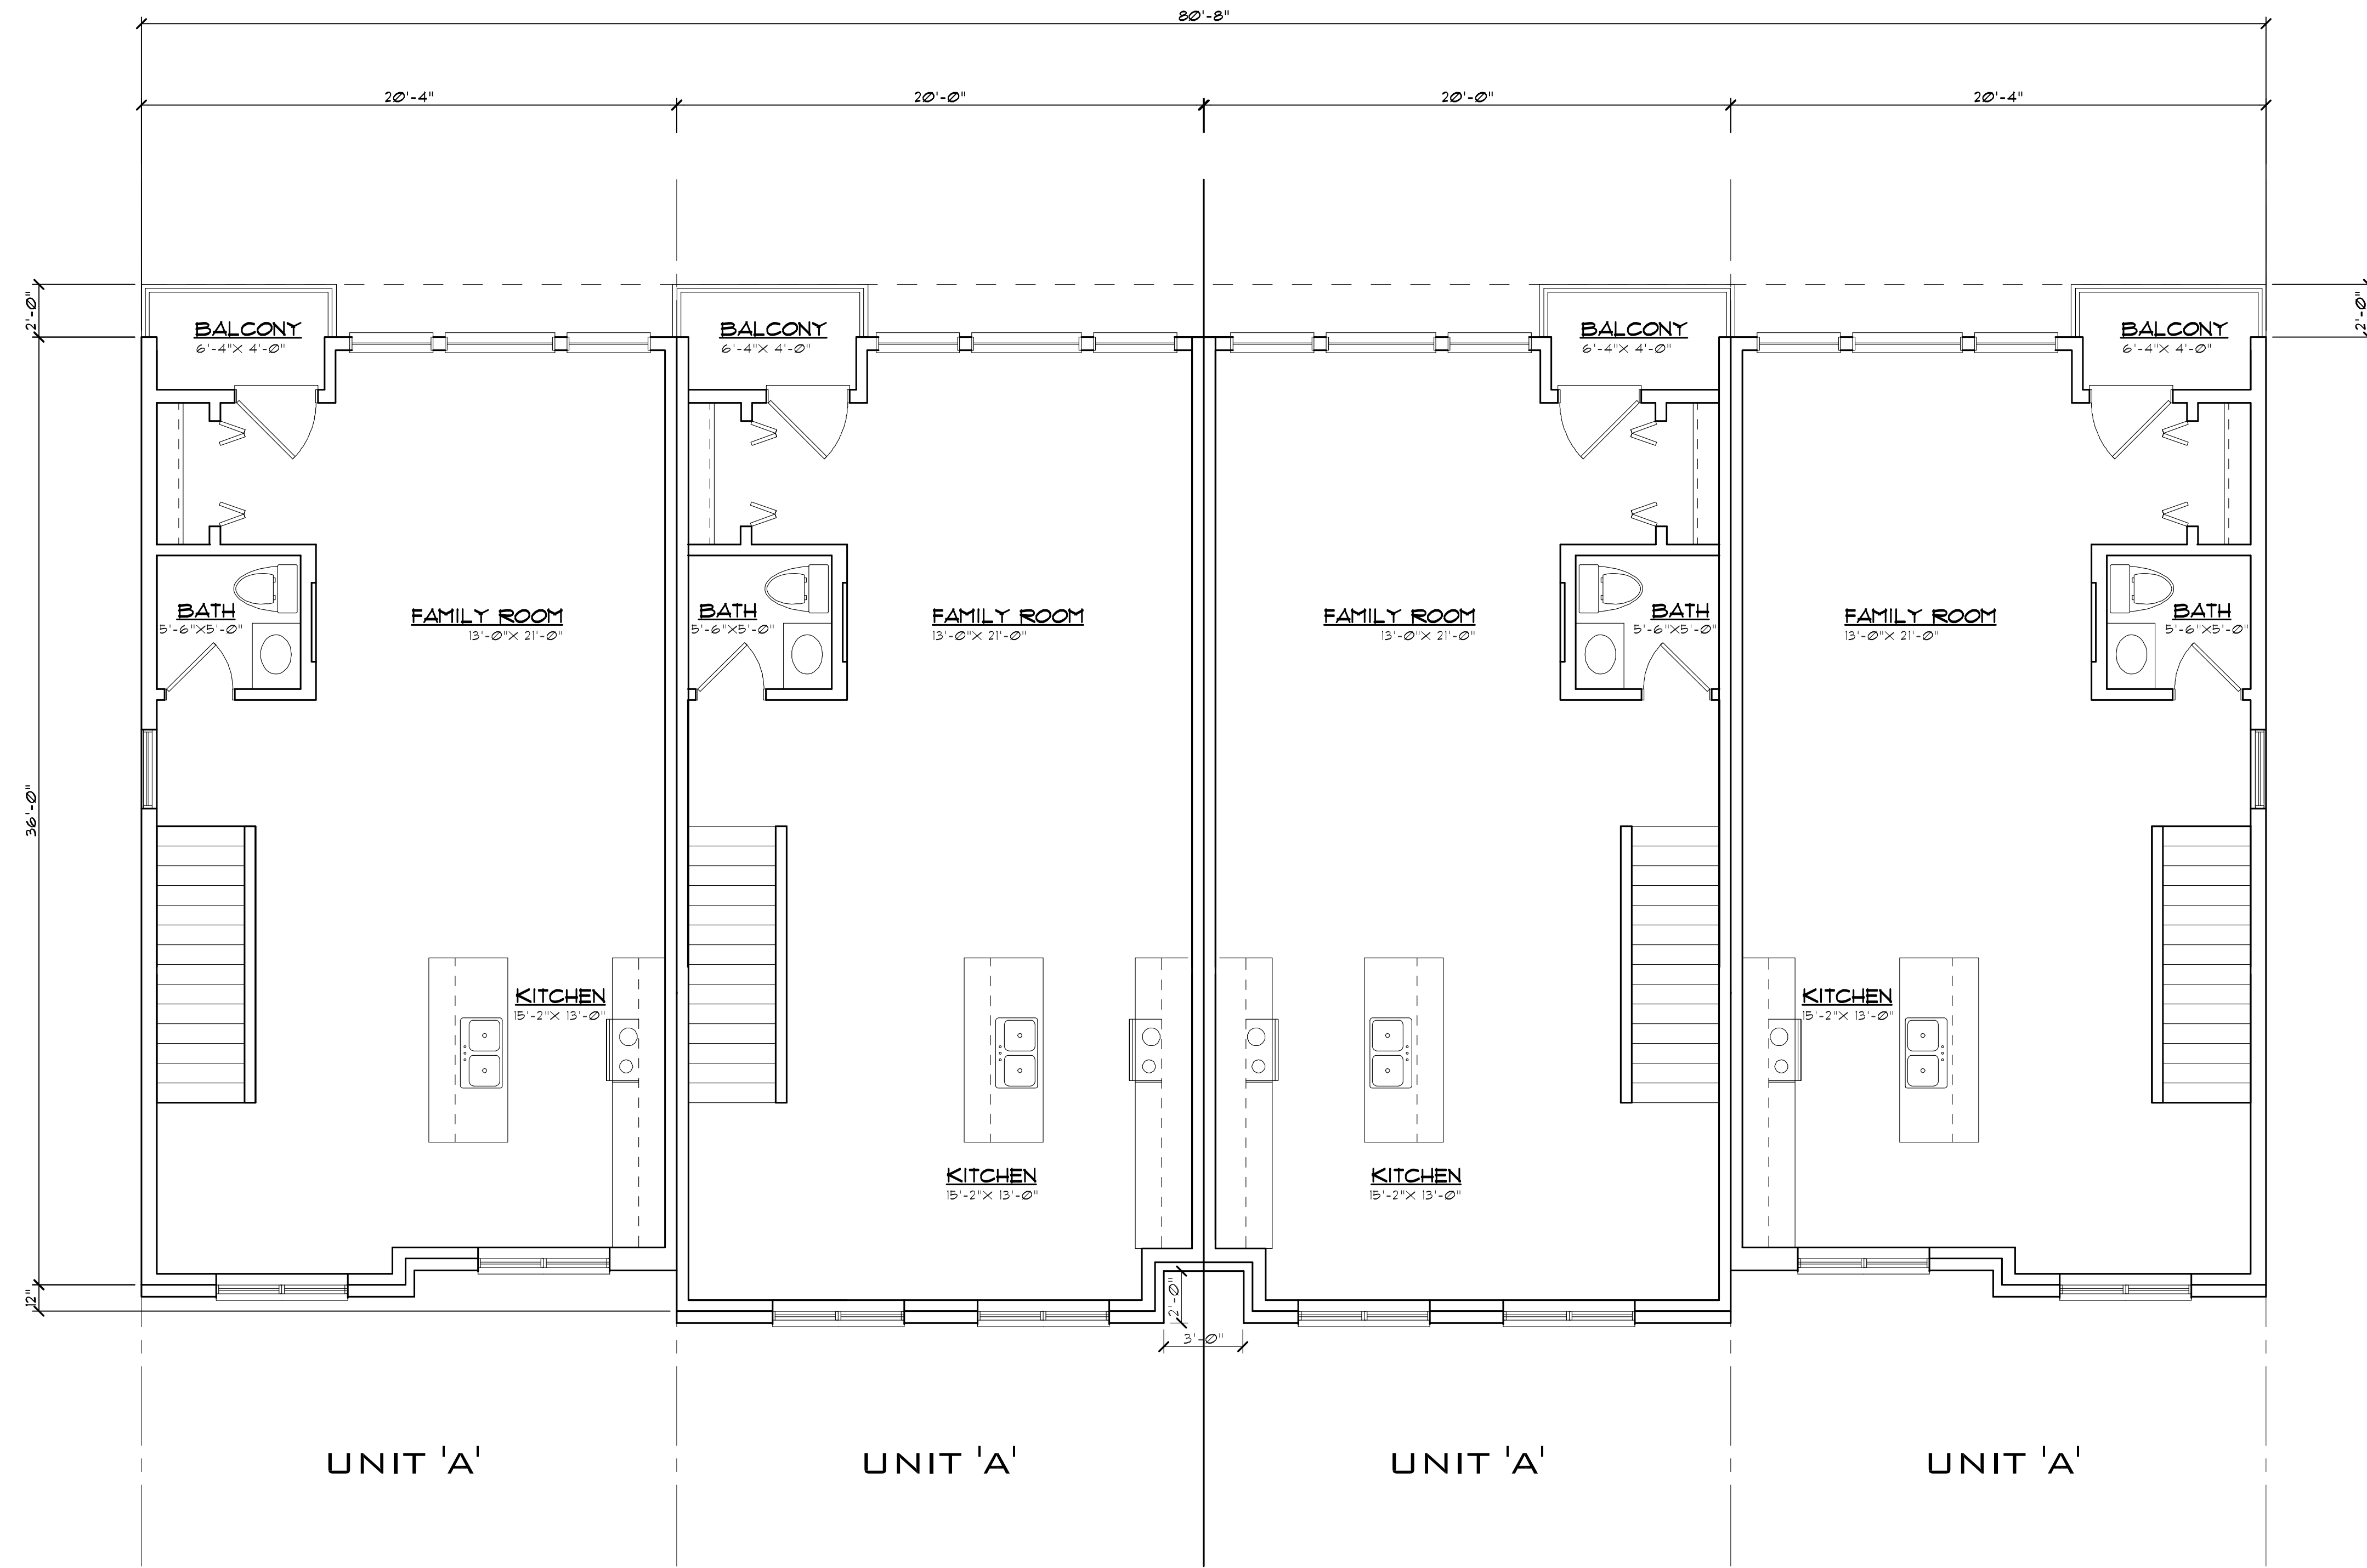 80'-8"
20'-4"
20'-0"
20'-0"
20'-4"
2'-0"
2'-0"
BALCONY
6'-4"X 4'-0"
BALCONY
6'-4"X 4'-0"
BALCONY
6'-4"X 4'-0"
BALCONY
6'-4"X 4'-0"
BATH
5'-6"X5'-0"
FAMILY ROOM
13'-0"X 21'-0"
BATH
5'-6"X5'-0"
FAMILY ROOM
13'-0"X 21'-0"
FAMILY ROOM
13'-0"X 21'-0"
BATH
5'-6"X5'-0"
FAMILY ROOM
13'-0"X 21'-0"
BATH
5'-6"X5'-0"
36'-0"
KITCHEN
15'-2"X 13'-0"
KITCHEN
15'-2"X 13'-0"
KITCHEN
15'-2"X 13'-0"
KITCHEN
15'-2"X 13'-0"
12"
2'-0"
3'-0"
UNIT 'A'
UNIT 'A'
UNIT 'A'
UNIT 'A'